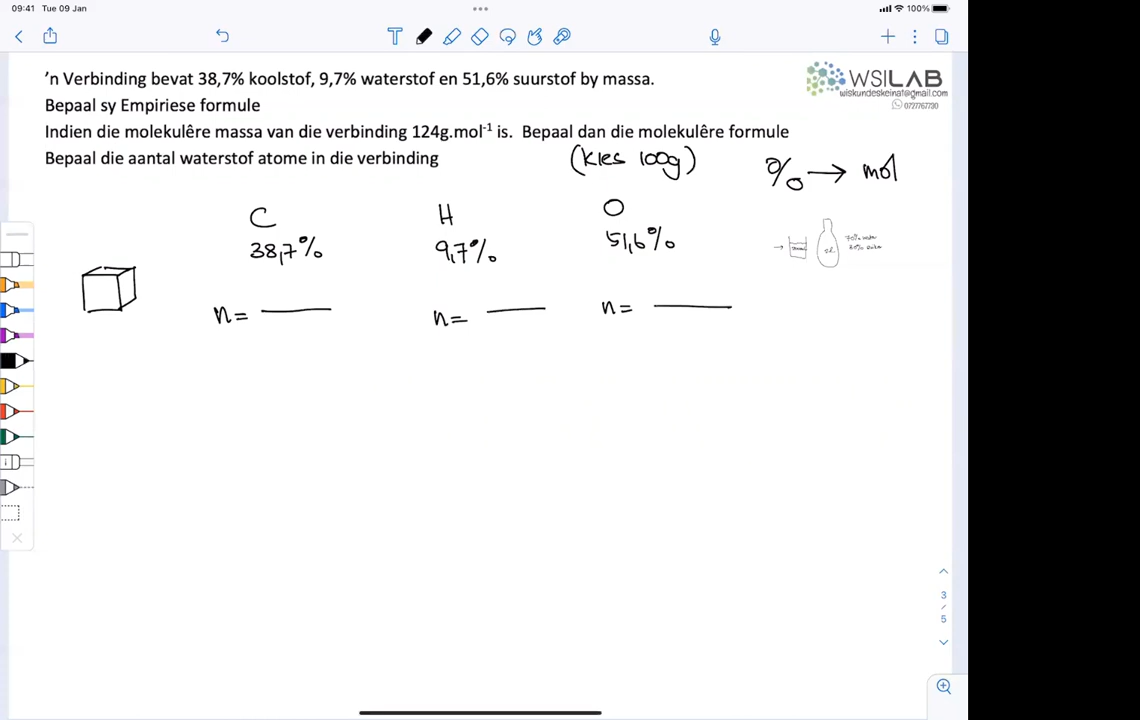 09:41 Tue 09 Jan
100%
'n Verbinding bevat 38,7% koolstof, 9,7% waterstof en 51,6% suurstof by massa.
Bepaal sy Empiriese formule
Indien die molekulêre massa van die verbinding 124g.mol⁻¹ is. Bepaal dan die molekulêre formule
Bepaal die aantal waterstof atome in die verbinding
WSILAB
wiskundeskeinat@gmail.com
0727767730
(kies 100g)
% → mol
C H O
38,7% 9,7% 51,6%
70% water
n= n= n=
3
/
5